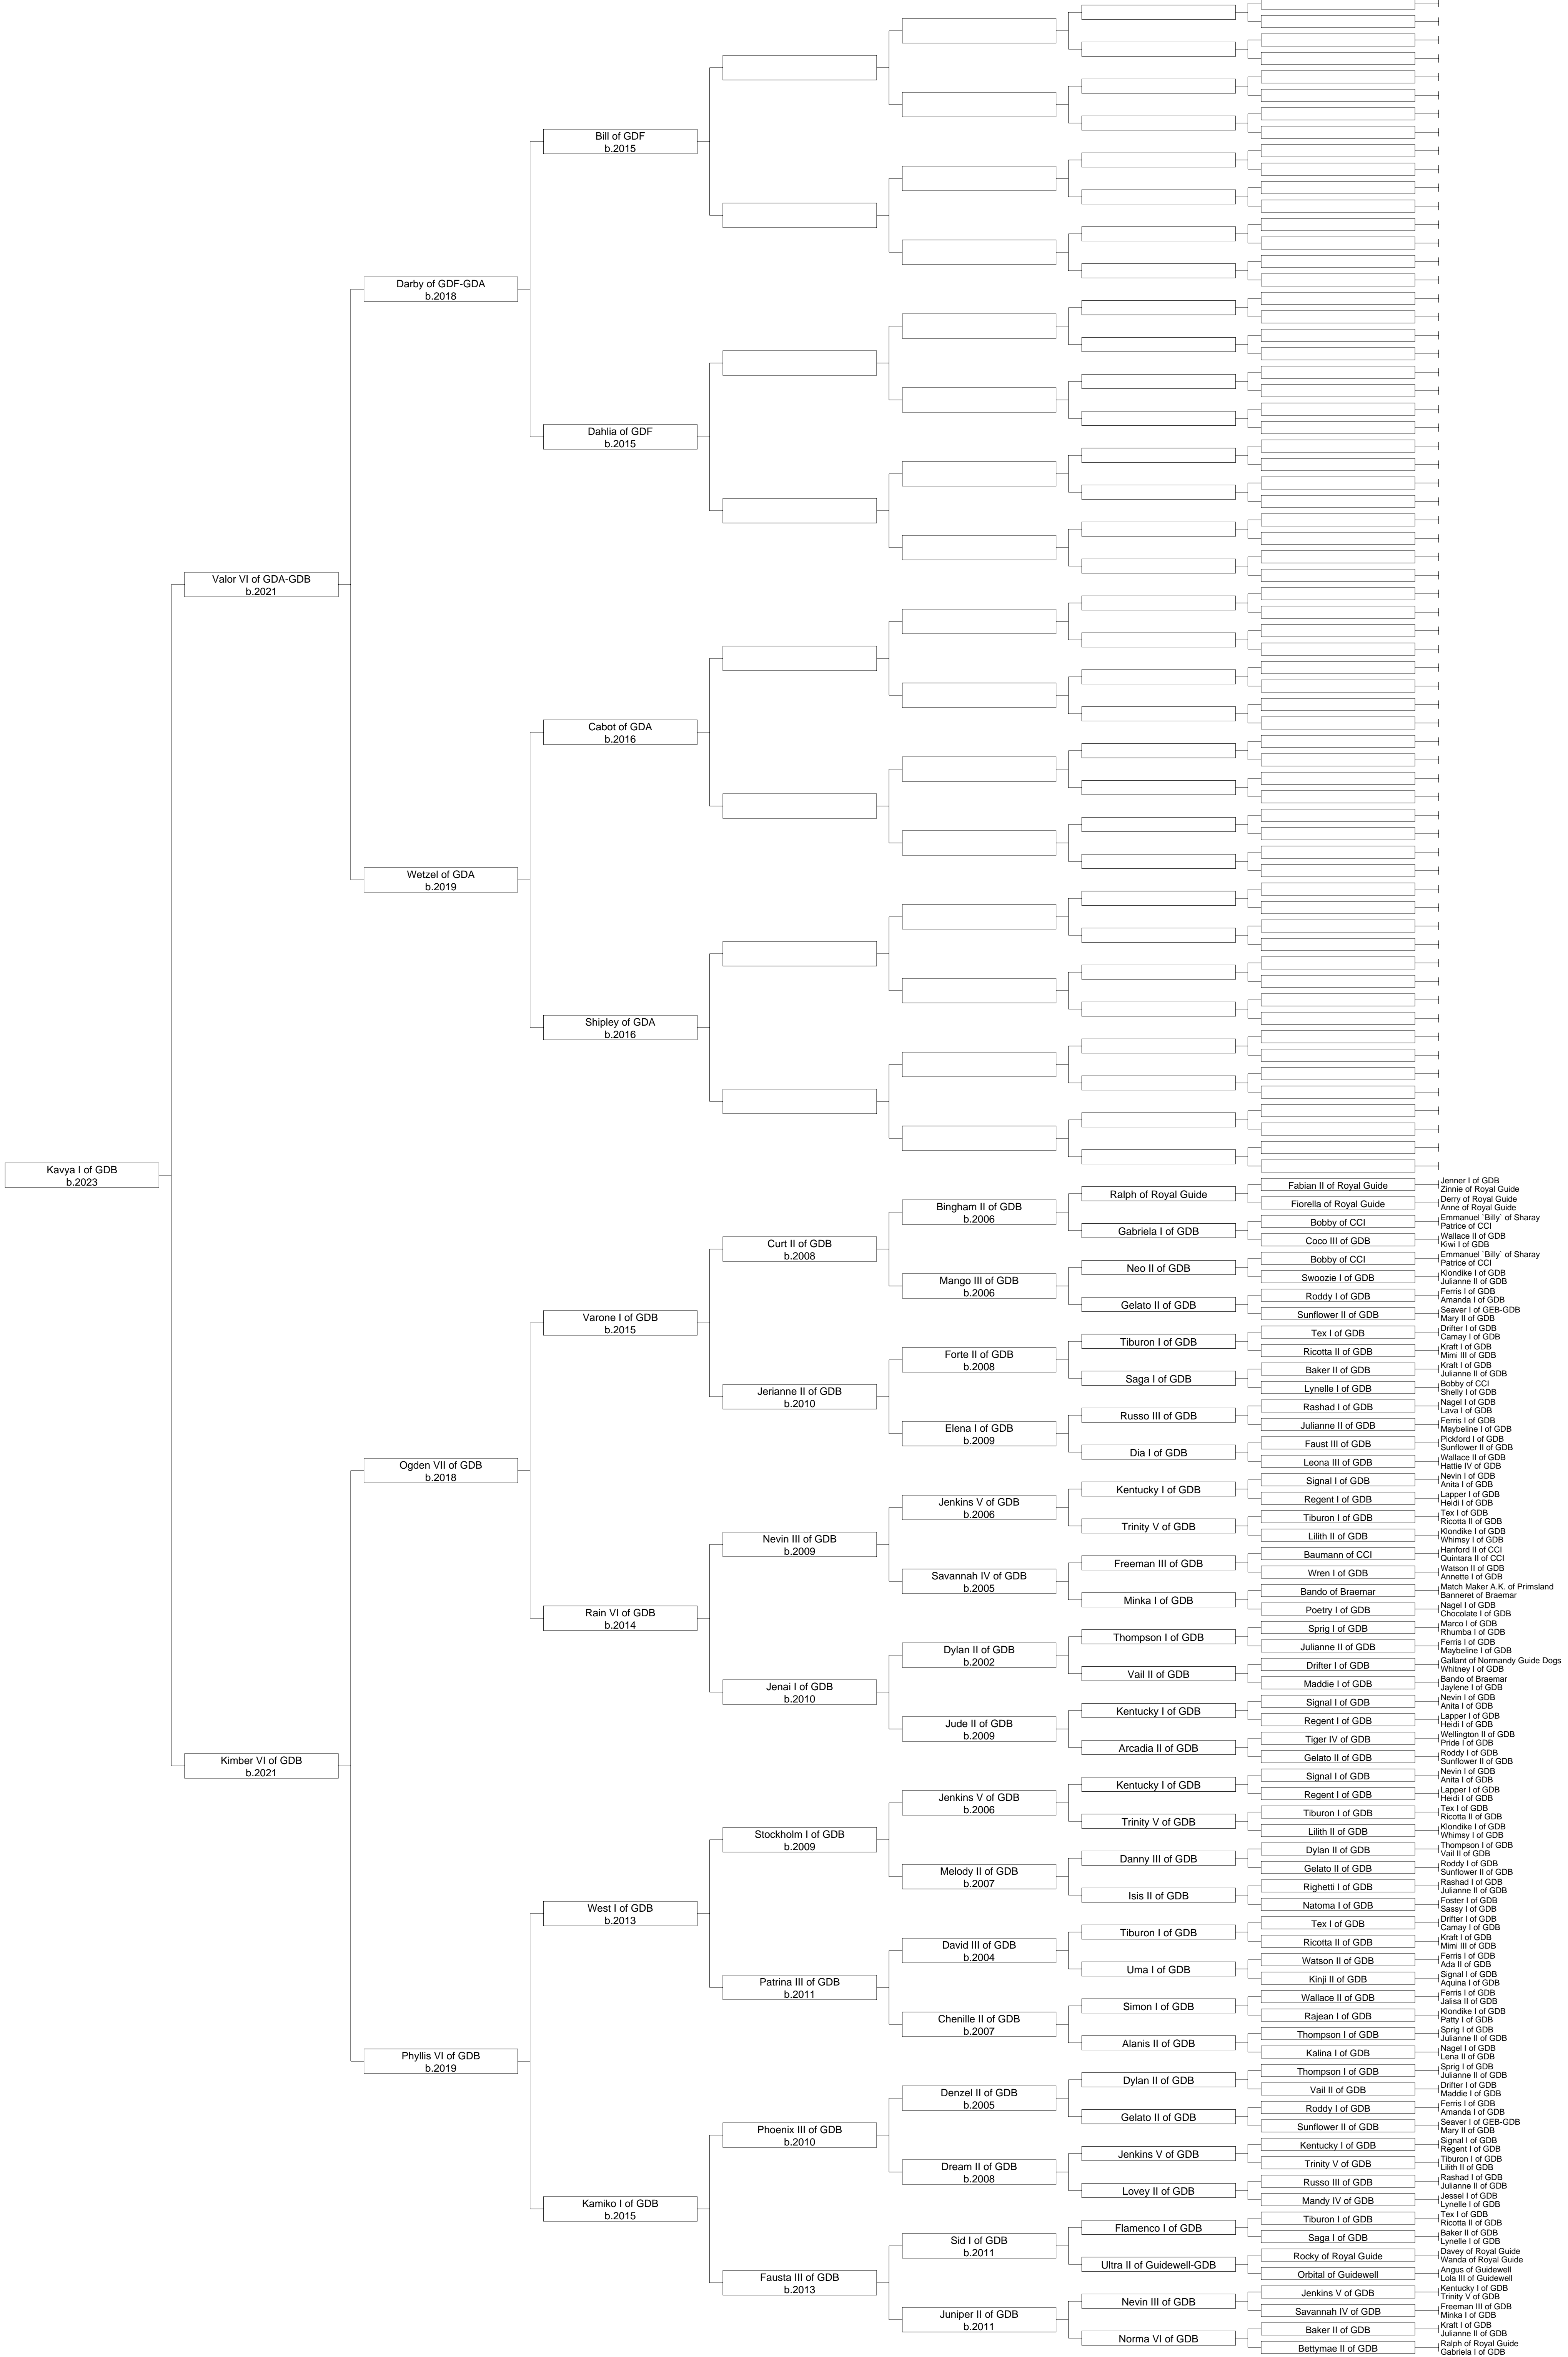 Bill of GDF
b.2015
Darby of GDF-GDA
b.2018
Dahlia of GDF
b.2015
Valor VI of GDA-GDB
b.2021
Cabot of GDA
b.2016
Wetzel of GDA
b.2019
Shipley of GDA
b.2016
Kavya I of GDB
b.2023
Jenner I of GDB
Fabian II of Royal Guide
Zinnie of Royal Guide
Ralph of Royal Guide
Derry of Royal Guide
Fiorella of Royal Guide
Anne of Royal Guide
Bingham II of GDB
b.2006
Emmanuel `Billy` of Sharay
Bobby of CCI
Patrice of CCI
Gabriela I of GDB
Wallace II of GDB
Coco III of GDB
Kiwi I of GDB
Curt II of GDB
b.2008
Emmanuel `Billy` of Sharay
Bobby of CCI
Patrice of CCI
Neo II of GDB
Klondike I of GDB
Swoozie I of GDB
Julianne II of GDB
Mango III of GDB
b.2006
Ferris I of GDB
Roddy I of GDB
Amanda I of GDB
Gelato II of GDB
Seaver I of GEB-GDB
Sunflower II of GDB
Mary II of GDB
Varone I of GDB
b.2015
Drifter I of GDB
Tex I of GDB
Camay I of GDB
Tiburon I of GDB
Kraft I of GDB
Ricotta II of GDB
Mimi III of GDB
Forte II of GDB
b.2008
Kraft I of GDB
Baker II of GDB
Julianne II of GDB
Saga I of GDB
Bobby of CCI
Lynelle I of GDB
Shelly I of GDB
Jerianne II of GDB
b.2010
Nagel I of GDB
Rashad I of GDB
Lava I of GDB
Russo III of GDB
Ferris I of GDB
Julianne II of GDB
Maybeline I of GDB
Elena I of GDB
b.2009
Pickford I of GDB
Faust III of GDB
Sunflower II of GDB
Dia I of GDB
Wallace II of GDB
Leona III of GDB
Hattie IV of GDB
Ogden VII of GDB
b.2018
Nevin I of GDB
Signal I of GDB
Anita I of GDB
Kentucky I of GDB
Lapper I of GDB
Regent I of GDB
Heidi I of GDB
Jenkins V of GDB
b.2006
Tex I of GDB
Tiburon I of GDB
Ricotta II of GDB
Trinity V of GDB
Klondike I of GDB
Lilith II of GDB
Whimsy I of GDB
Nevin III of GDB
b.2009
Hanford II of CCI
Baumann of CCI
Quintara II of CCI
Freeman III of GDB
Watson II of GDB
Wren I of GDB
Annette I of GDB
Savannah IV of GDB
b.2005
Match Maker A.K. of Primsland
Bando of Braemar
Banneret of Braemar
Minka I of GDB
Nagel I of GDB
Poetry I of GDB
Chocolate I of GDB
Rain VI of GDB
b.2014
Marco I of GDB
Sprig I of GDB
Rhumba I of GDB
Thompson I of GDB
Ferris I of GDB
Julianne II of GDB
Maybeline I of GDB
Dylan II of GDB
b.2002
Gallant of Normandy Guide Dogs
Drifter I of GDB
Whitney I of GDB
Vail II of GDB
Bando of Braemar
Maddie I of GDB
Jaylene I of GDB
Jenai I of GDB
b.2010
Nevin I of GDB
Signal I of GDB
Anita I of GDB
Kentucky I of GDB
Lapper I of GDB
Regent I of GDB
Heidi I of GDB
Jude II of GDB
b.2009
Wellington II of GDB
Tiger IV of GDB
Pride I of GDB
Arcadia II of GDB
Roddy I of GDB
Gelato II of GDB
Sunflower II of GDB
Kimber VI of GDB
b.2021
Nevin I of GDB
Signal I of GDB
Anita I of GDB
Kentucky I of GDB
Lapper I of GDB
Regent I of GDB
Heidi I of GDB
Jenkins V of GDB
b.2006
Tex I of GDB
Tiburon I of GDB
Ricotta II of GDB
Trinity V of GDB
Klondike I of GDB
Lilith II of GDB
Whimsy I of GDB
Stockholm I of GDB
b.2009
Thompson I of GDB
Dylan II of GDB
Vail II of GDB
Danny III of GDB
Roddy I of GDB
Gelato II of GDB
Sunflower II of GDB
Melody II of GDB
b.2007
Rashad I of GDB
Righetti I of GDB
Julianne II of GDB
Isis II of GDB
Foster I of GDB
Natoma I of GDB
Sassy I of GDB
West I of GDB
b.2013
Drifter I of GDB
Tex I of GDB
Camay I of GDB
Tiburon I of GDB
Kraft I of GDB
Ricotta II of GDB
Mimi III of GDB
David III of GDB
b.2004
Ferris I of GDB
Watson II of GDB
Ada II of GDB
Uma I of GDB
Signal I of GDB
Kinji II of GDB
Aquina I of GDB
Patrina III of GDB
b.2011
Ferris I of GDB
Wallace II of GDB
Jalisa II of GDB
Simon I of GDB
Klondike I of GDB
Rajean I of GDB
Patty I of GDB
Chenille II of GDB
b.2007
Sprig I of GDB
Thompson I of GDB
Julianne II of GDB
Alanis II of GDB
Nagel I of GDB
Kalina I of GDB
Lena II of GDB
Phyllis VI of GDB
b.2019
Sprig I of GDB
Thompson I of GDB
Julianne II of GDB
Dylan II of GDB
Drifter I of GDB
Vail II of GDB
Maddie I of GDB
Denzel II of GDB
b.2005
Ferris I of GDB
Roddy I of GDB
Amanda I of GDB
Gelato II of GDB
Seaver I of GEB-GDB
Sunflower II of GDB
Mary II of GDB
Phoenix III of GDB
b.2010
Signal I of GDB
Kentucky I of GDB
Regent I of GDB
Jenkins V of GDB
Tiburon I of GDB
Trinity V of GDB
Lilith II of GDB
Dream II of GDB
b.2008
Rashad I of GDB
Russo III of GDB
Julianne II of GDB
Lovey II of GDB
Jessel I of GDB
Mandy IV of GDB
Lynelle I of GDB
Kamiko I of GDB
b.2015
Tex I of GDB
Tiburon I of GDB
Ricotta II of GDB
Flamenco I of GDB
Baker II of GDB
Saga I of GDB
Lynelle I of GDB
Sid I of GDB
b.2011
Davey of Royal Guide
Rocky of Royal Guide
Wanda of Royal Guide
Ultra II of Guidewell-GDB
Angus of Guidewell
Orbital of Guidewell
Lola III of Guidewell
Fausta III of GDB
b.2013
Kentucky I of GDB
Jenkins V of GDB
Trinity V of GDB
Nevin III of GDB
Freeman III of GDB
Savannah IV of GDB
Minka I of GDB
Juniper II of GDB
b.2011
Kraft I of GDB
Baker II of GDB
Julianne II of GDB
Norma VI of GDB
Ralph of Royal Guide
Bettymae II of GDB
Gabriela I of GDB